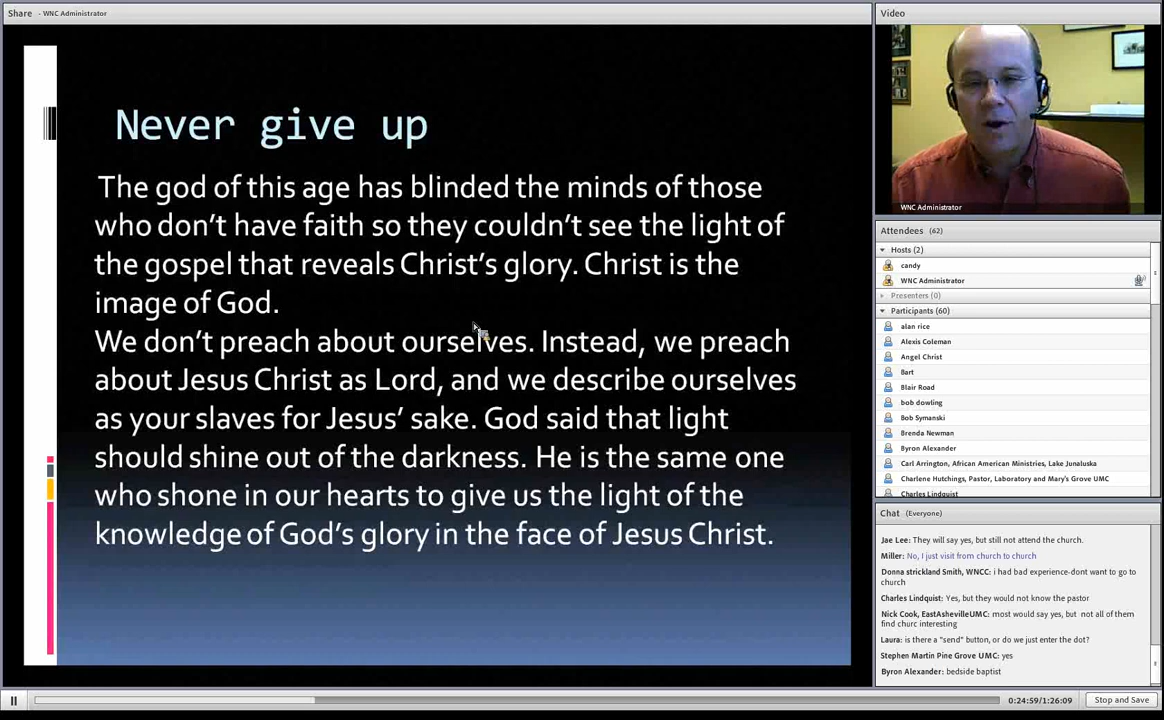 Share - WNC Administrator
Never give up
The god of this age has blinded the minds of those
who don't have faith so they couldn't see the light of
the gospel that reveals Christ's glory. Christ is the
image of God.
We don't preach about ourselves. Instead, we preach
about Jesus Christ as Lord, and we describe ourselves
as your slaves for Jesus' sake. God said that light
should shine out of the darkness. He is the same one
who shone in our hearts to give us the light of the
knowledge of God's glory in the face of Jesus Christ.
Video
WNC Administrator
Attendees (62)
Hosts (2)
candy
WNC Administrator
Presenters (0)
Participants (60)
alan rice
Alexis Coleman
Angel Christ
Bart
Blair Road
bob dowling
Bob Symanski
Brenda Newman
Byron Alexander
Carl Arrington, African American Ministries, Lake Junaluska
Charlene Hutchings, Pastor, Laboratory and Mary's Grove UMC
Charles Lindquist
Chat (Everyone)
Jae Lee: They will say yes, but still not attend the church.
Miller: No, I just visit from church to church
Donna strickland Smith, WNCC: i had bad experience-dont want to go to
church
Charles Lindquist: Yes, but they would not know the pastor
Nick Cook, EastAshevilleUMC: most would say yes, but not all of them
find churc interesting
Laura: is there a "send" button, or do we just enter the dot?
Stephen Martin Pine Grove UMC: yes
Byron Alexander: bedside baptist
0:24:59/1:26:09
Stop and Save